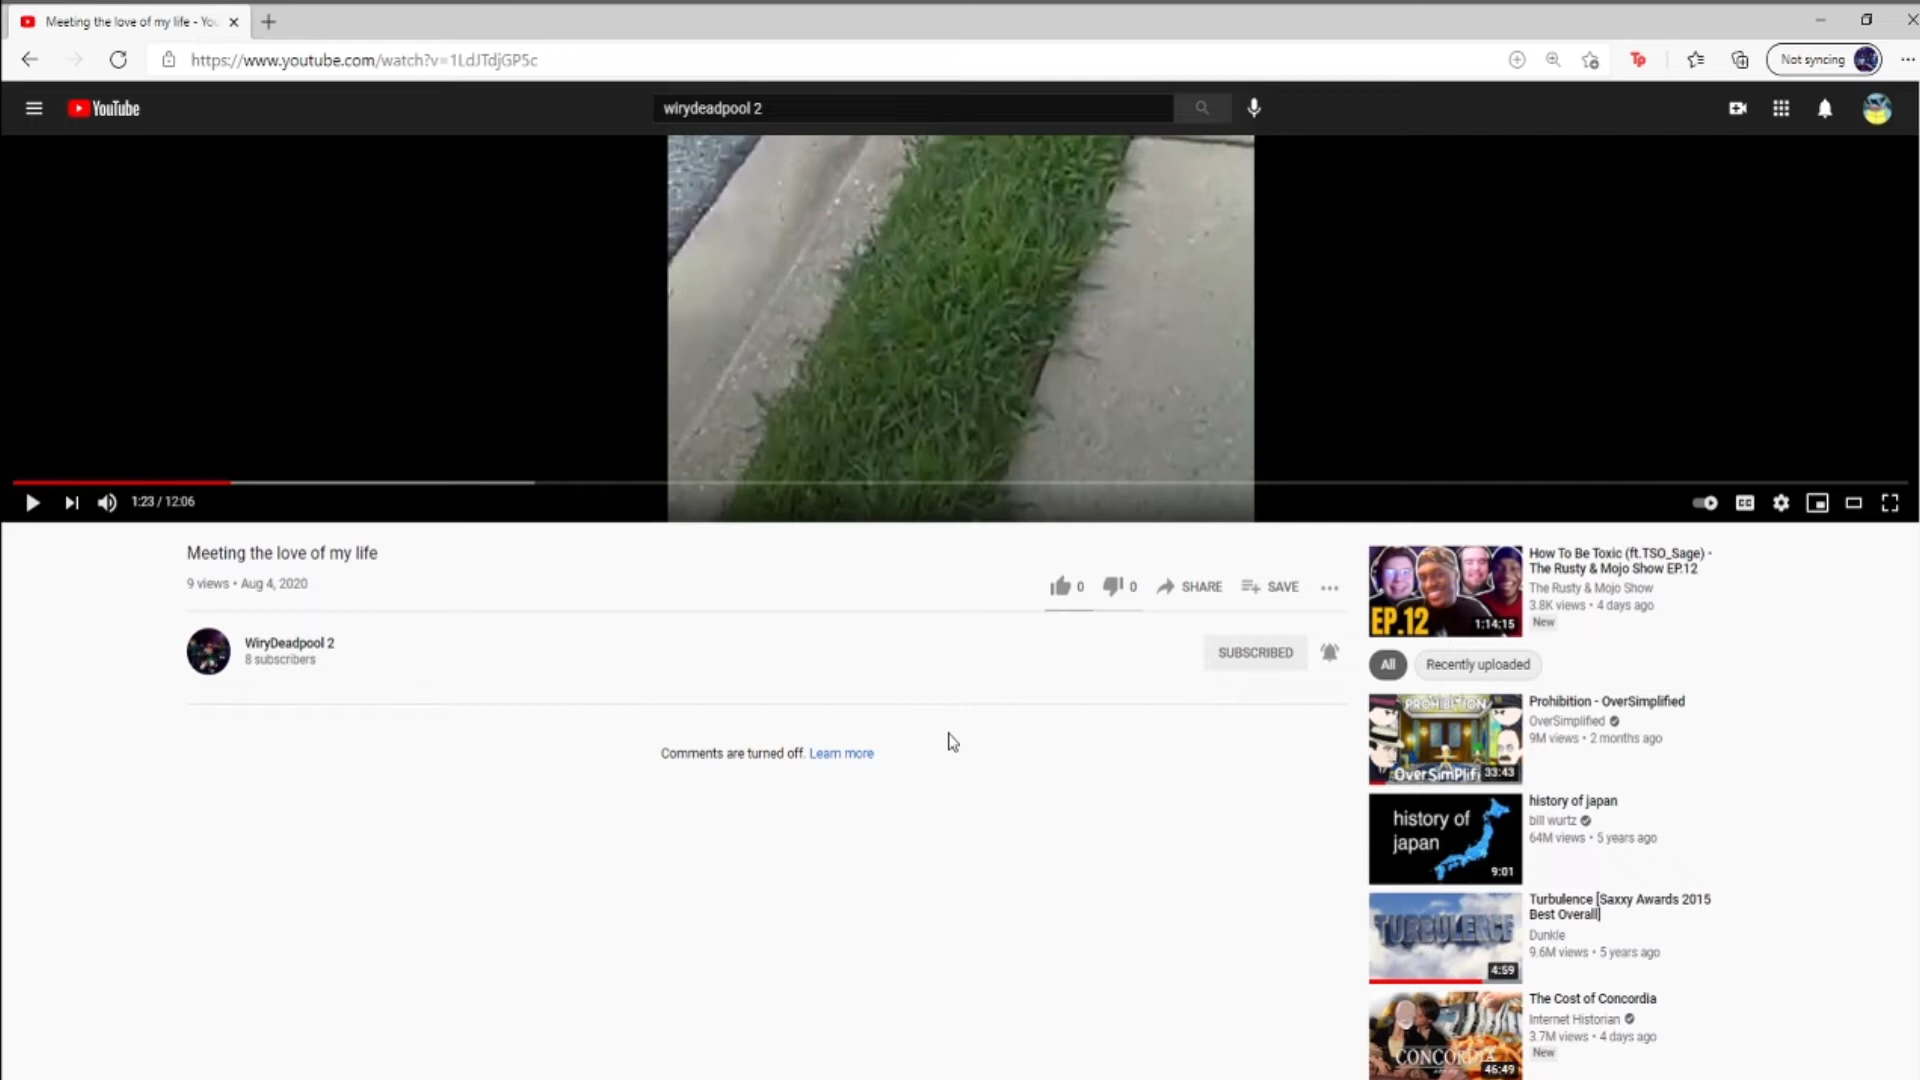 Meeting the love of my life - You
https://www.youtube.com/watch?v=1LdJTdjGP5c
Tp
Not syncing
YouTube
wirydeadpool 2
1:23 / 12:06
CC
Meeting the love of my life
9 views • Aug 4, 2020
0
0
SHARE
SAVE
WiryDeadpool 2
8 subscribers
SUBSCRIBED
Comments are turned off. Learn more
EP.12
1:14:15
How To Be Toxic (ft.TSO_Sage) -
The Rusty & Mojo Show EP.12
The Rusty & Mojo Show
3.8K views • 4 days ago
New
All
Recently uploaded
PROHIBITION
OverSimplifi
33:43
Prohibition - OverSimplified
OverSimplified
9M views • 2 months ago
history of
japan
9:01
history of japan
bill wurtz
64M views • 5 years ago
TURBULENCE
4:59
Turbulence [Saxxy Awards 2015
Best Overall]
Dunkle
9.6M views • 5 years ago
CONCORDIA
46:49
The Cost of Concordia
Internet Historian
3.7M views • 4 days ago
New